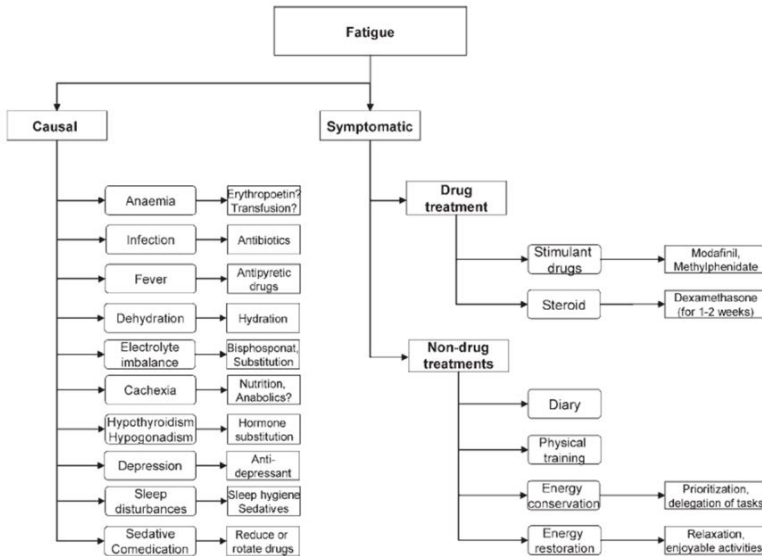 Fatigue
Causal
Symptomatic
Anaemia
Erythropoetin?
Transfusion?
Infection
Antibiotics
Fever
Antipyretic
drugs
Dehydration
Hydration
Electrolyte
imbalance
Bisphosponat,
Substitution
Cachexia
Nutrition,
Anabolics?
Hypothyroidism
Hypogonadism
Hormone
substitution
Depression
Anti-
depressant
Sleep
disturbances
Sleep hygiene
Sedatives
Sedative
Comedication
Reduce or
rotate drugs
Drug
treatment
Stimulant
drugs
Modafinil,
Methylphenidate
Steroid
Dexamethasone
(for 1-2 weeks)
Non-drug
treatments
Diary
Physical
training
Energy
conservation
Prioritization,
delegation of tasks
Energy
restoration
Relaxation,
enjoyable activities